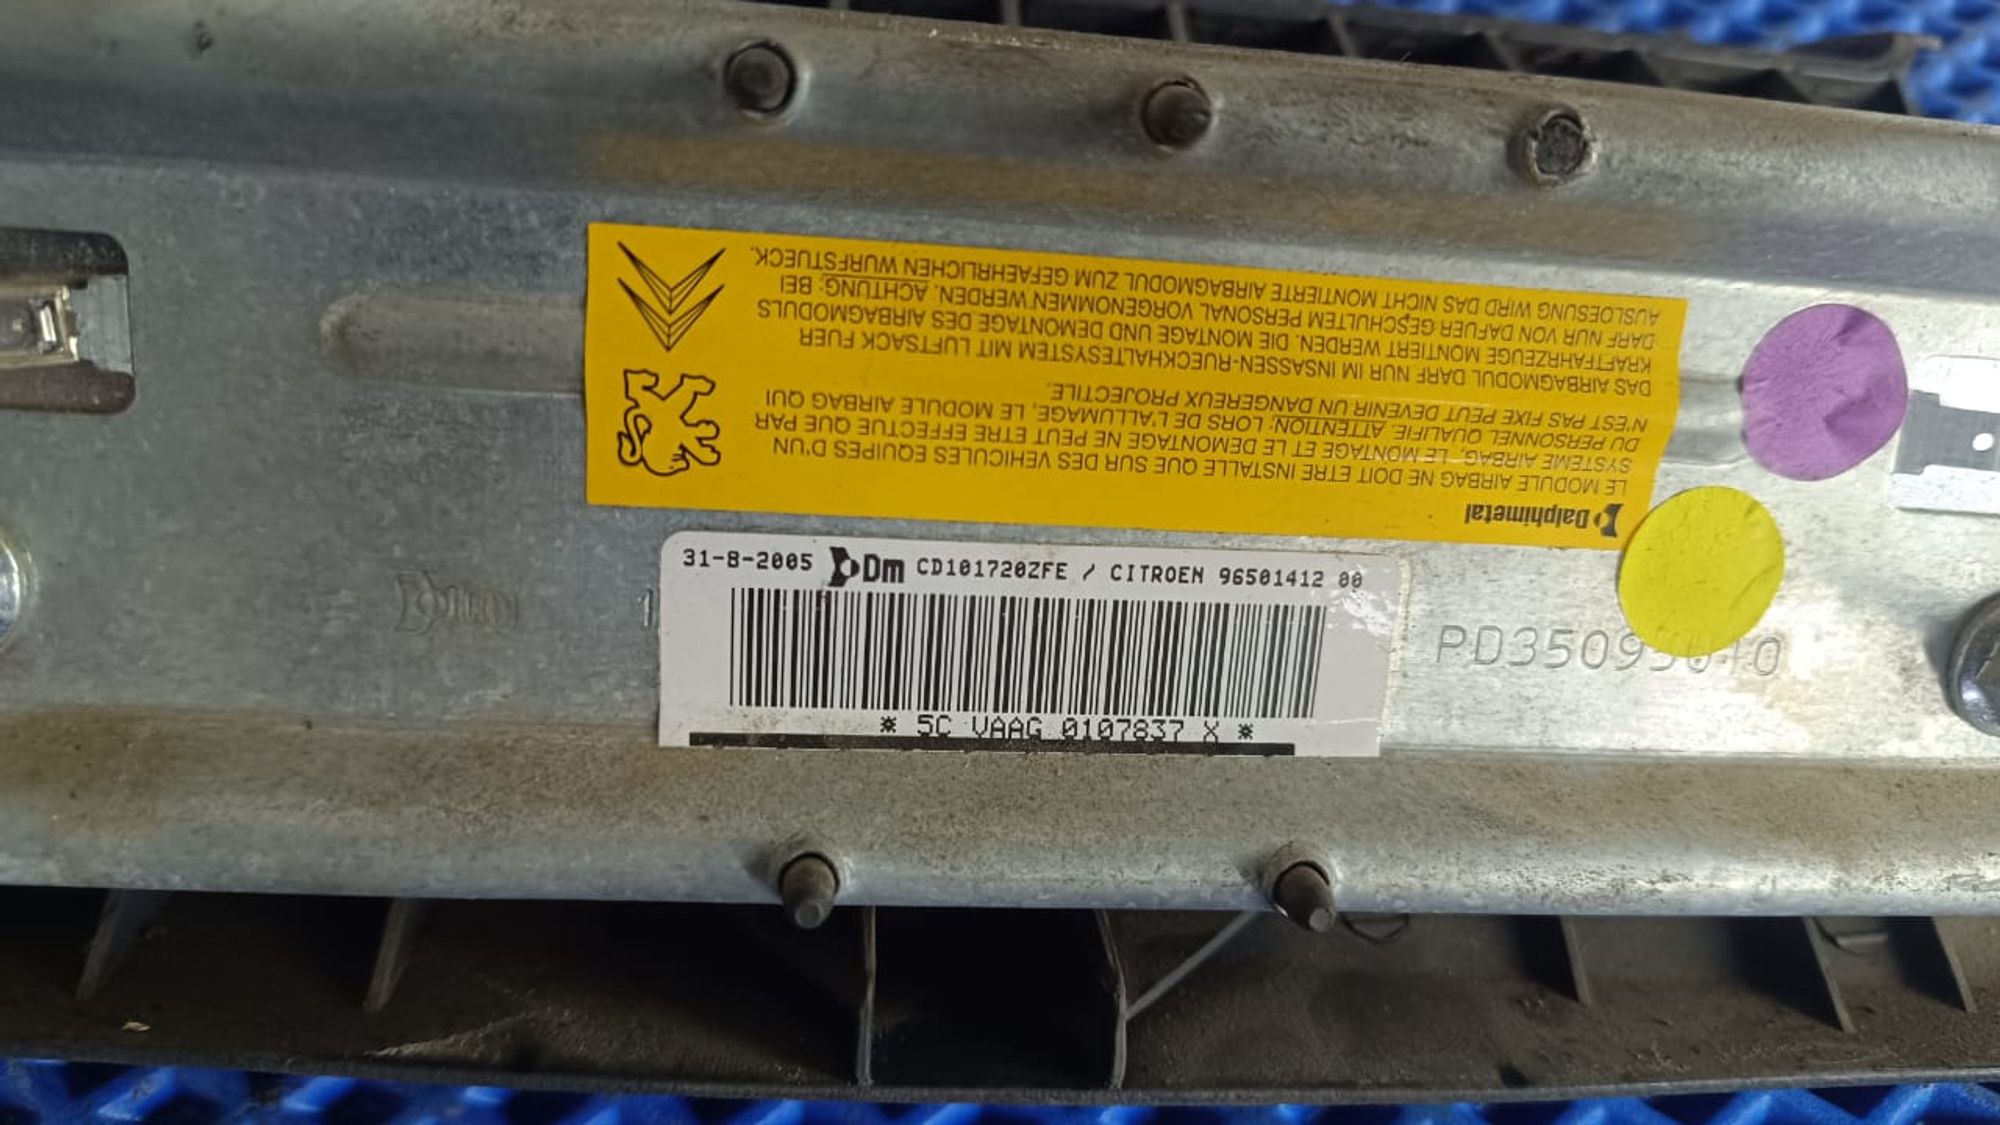 Dalphimetal
LE MODULE AIRBAG NE DOIT ETRE INSTALLE QUE SUR DES VEHICULES EQUIPES D'UN
SYSTEME AIRBAG, LE MONTAGE ET LE DEMONTAGE NE PEUT ETRE EFFECTUE QUE PAR
DU PERSONNEL QUALIFIE. ATTENTION: LORS DE L'ALLUMAGE, LE MODULE AIRBAG QUI
N'EST PAS FIXE PEUT DEVENIR UN DANGEREUX PROJECTILE.
DAS AIRBAGMODUL DARF NUR IM INSASSEN-RUECKHALTESYSTEM MIT LUFTSACK FUER
KRAFTFAHRZEUGE MONTIERT WERDEN. DIE MONTAGE UND DEMONTAGE DES AIRBAGMODULS
DARF NUR VON DAFUER GESCHULTEM PERSONAL VORGENOMMEN WERDEN. ACHTUNG: BEI
AUSLOESUNG WIRD DAS NICHT MONTIERTE AIRBAGMODUL ZUM GEFAEHRLICHEN WURFSTUECK.
31-8-2005 Dm CD101720ZFE / CITROEN 96501412 00
* 5C VAAG 0107837 X *